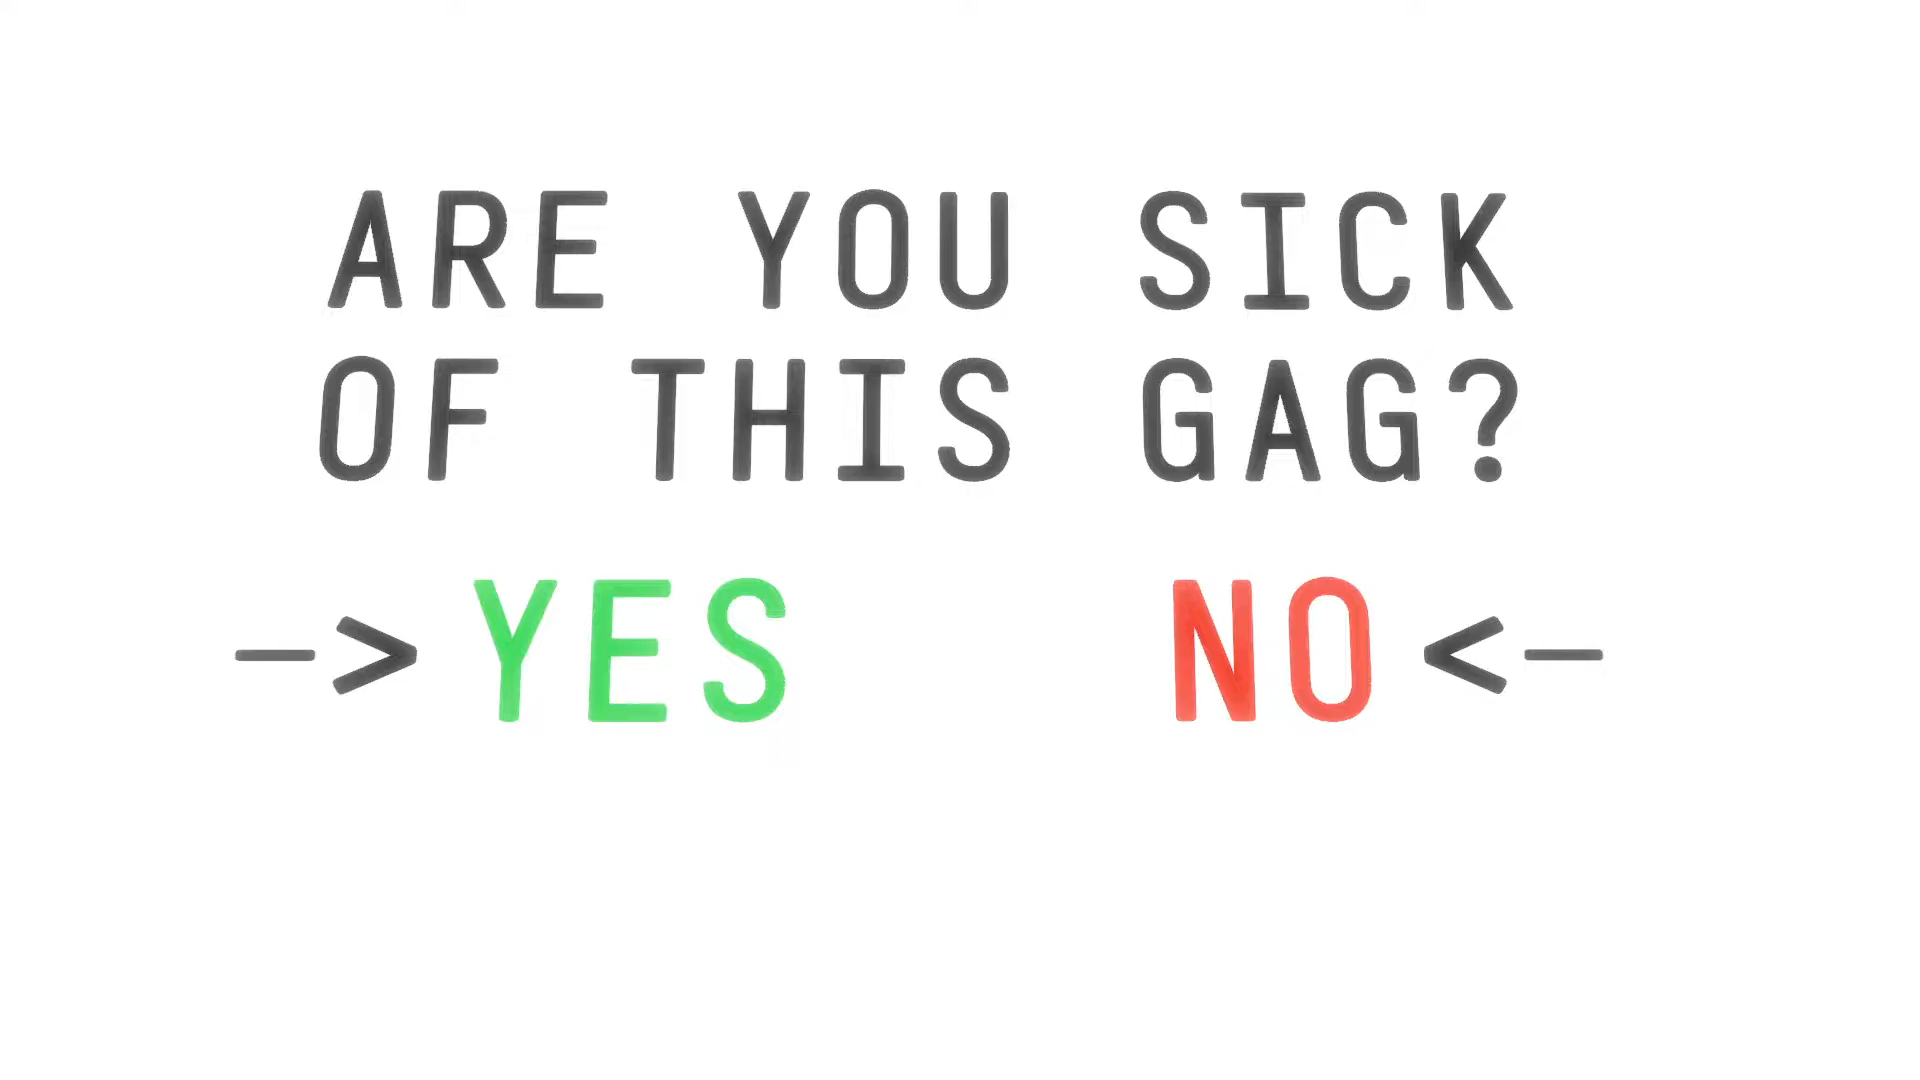 ARE YOU SICK
OF THIS GAG?
—> YES NO <—